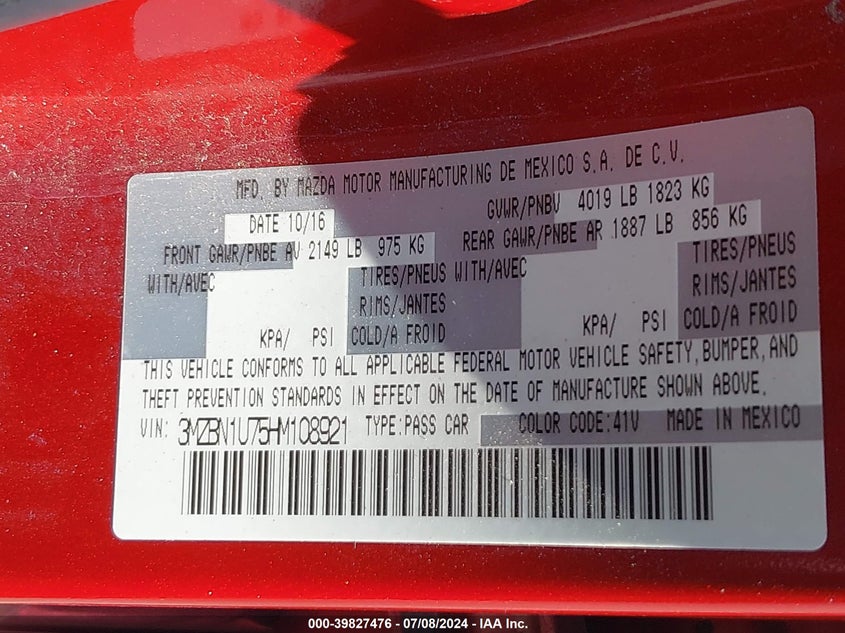 MFD. BY MAZDA MOTOR MANUFACTURING DE MEXICO S.A. DE C.V.
DATE 10/16 GVWR/PNBV 4019 LB 1823 KG
FRONT GAWR/PNBE AV 2149 LB 975 KG REAR GAWR/PNBE AR 1887 LB 856 KG
WITH/AVEC TIRES/PNEUS WITH/AVEC TIRES/PNEUS
RIMS/JANTES RIMS/JANTES
KPA/ PSI COLD/A FROID KPA/ PSI COLD/A FROID
THIS VEHICLE CONFORMS TO ALL APPLICABLE FEDERAL MOTOR VEHICLE SAFETY, BUMPER, AND
THEFT PREVENTION STANDARDS IN EFFECT ON THE DATE OF MANUFACTURE SHOWN ABOVE.
VIN: 3MZBN1U75HM108921 TYPE:PASS CAR COLOR CODE:41V MADE IN MEXICO
000-39827476 / 07/08/2024 - IAA Inc.